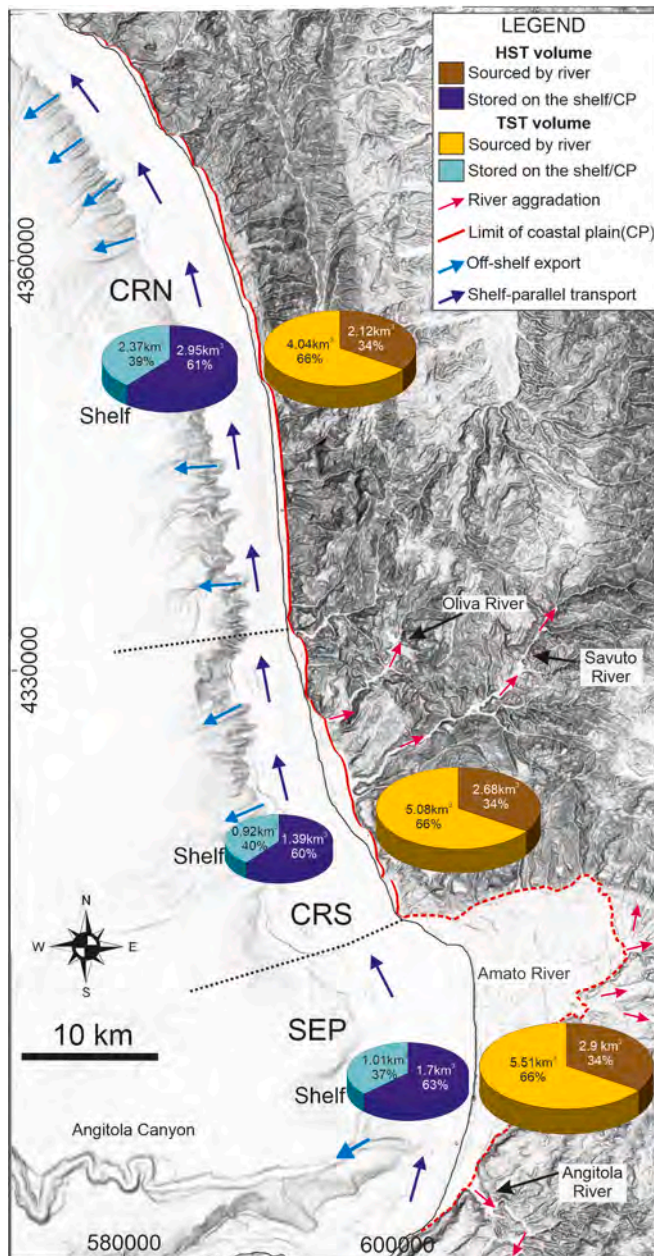 LEGEND
HST volume
Sourced by river
Stored on the shelf/CP
TST volume
Sourced by river
Stored on the shelf/CP
River aggradation
Limit of coastal plain(CP)
Off-shelf export
Shelf-parallel transport
4360000
CRN
2.37km³
39%
2.95km³
61%
Shelf
4.04km³
66%
2.12km³
34%
Oliva River
Savuto
River
4330000
5.08km³
66%
2.68km³
34%
0.92km³
40%
1.39km³
60%
Shelf
CRS
N
W
E
S
Amato River
10 km
SEP
1.01km³
37%
1.7km³
63%
Shelf
5.51km³
66%
2.9 km³
34%
Angitola Canyon
Angitola
River
580000
600000